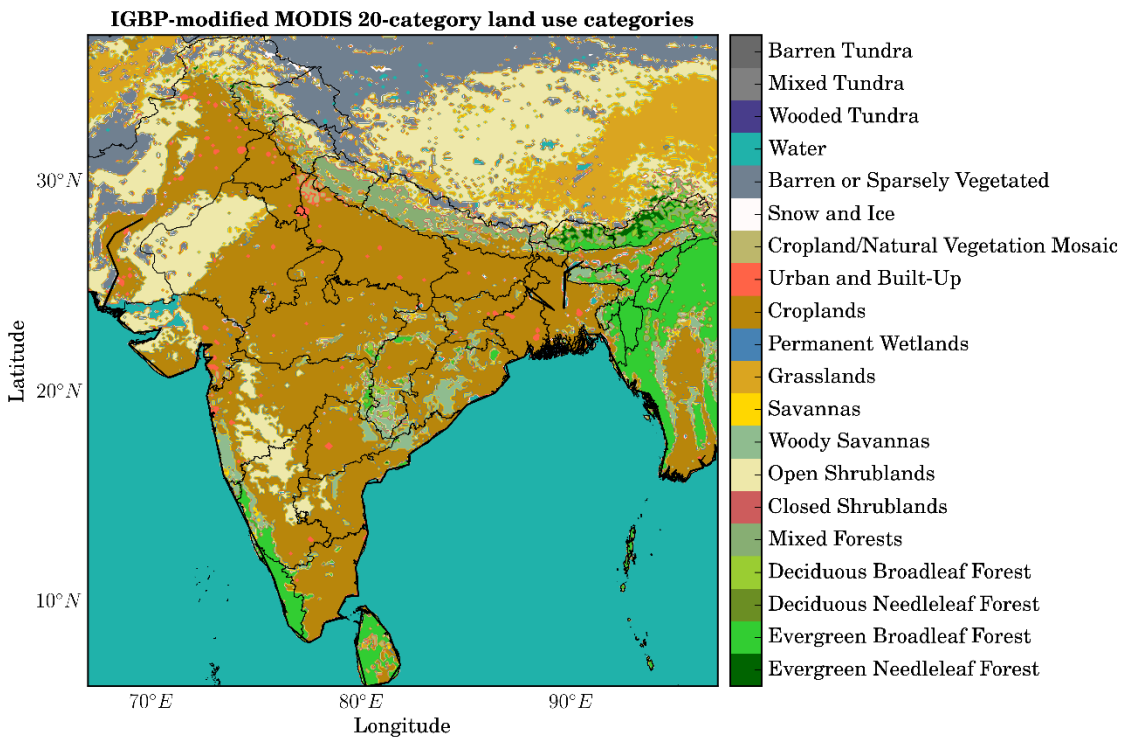 IGBP-modified MODIS 20-category land use categories
Barren Tundra
Mixed Tundra
Wooded Tundra
Water
Barren or Sparsely Vegetated
Snow and Ice
Cropland/Natural Vegetation Mosaic
Urban and Built-Up
Croplands
Permanent Wetlands
Grasslands
Savannas
Woody Savannas
Open Shrublands
Closed Shrublands
Mixed Forests
Deciduous Broadleaf Forest
Deciduous Needleleaf Forest
Evergreen Broadleaf Forest
Evergreen Needleleaf Forest
Latitude
30°N
20°N
10°N
70°E 80°E 90°E
Longitude